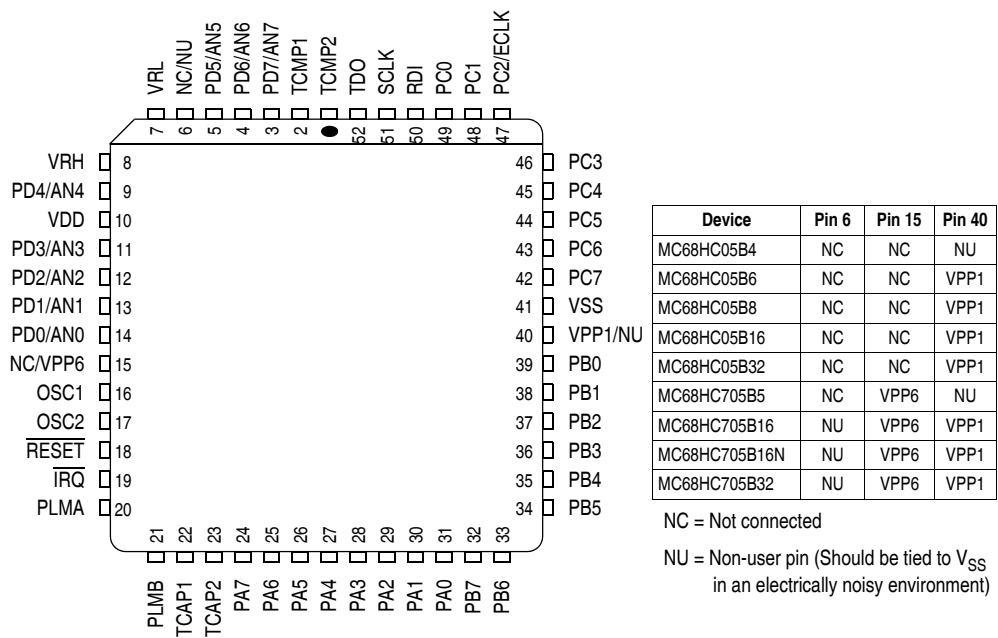 VRL
NC/NU
PD5/AN5
PD6/AN6
PD7/AN7
TCMP1
TCMP2
TDO
SCLK
RDI
PC0
PC1
PC2/ECLK
7 6 5 4 3 2 52 51 50 49 48 47
VRH 8
PD4/AN4 9
VDD 10
PD3/AN3 11
PD2/AN2 12
PD1/AN1 13
PD0/AN0 14
NC/VPP6 15
OSC1 16
OSC2 17
RESET 18
IRQ 19
PLMA 20
46 PC3
45 PC4
44 PC5
43 PC6
42 PC7
41 VSS
40 VPP1/NU
39 PB0
38 PB1
37 PB2
36 PB3
35 PB4
34 PB5
21 22 23 24 25 26 27 28 29 30 31 32 33
PLMB
TCAP1
TCAP2
PA7
PA6
PA5
PA4
PA3
PA2
PA1
PA0
PB7
PB6
Device Pin 6 Pin 15 Pin 40
MC68HC05B4 NC NC NU
MC68HC05B6 NC NC VPP1
MC68HC05B8 NC NC VPP1
MC68HC05B16 NC NC VPP1
MC68HC05B32 NC NC VPP1
MC68HC705B5 NC VPP6 NU
MC68HC705B16 NU VPP6 VPP1
MC68HC705B16N NU VPP6 VPP1
MC68HC705B32 NU VPP6 VPP1
NC = Not connected
NU = Non-user pin (Should be tied to VSS
in an electrically noisy environment)